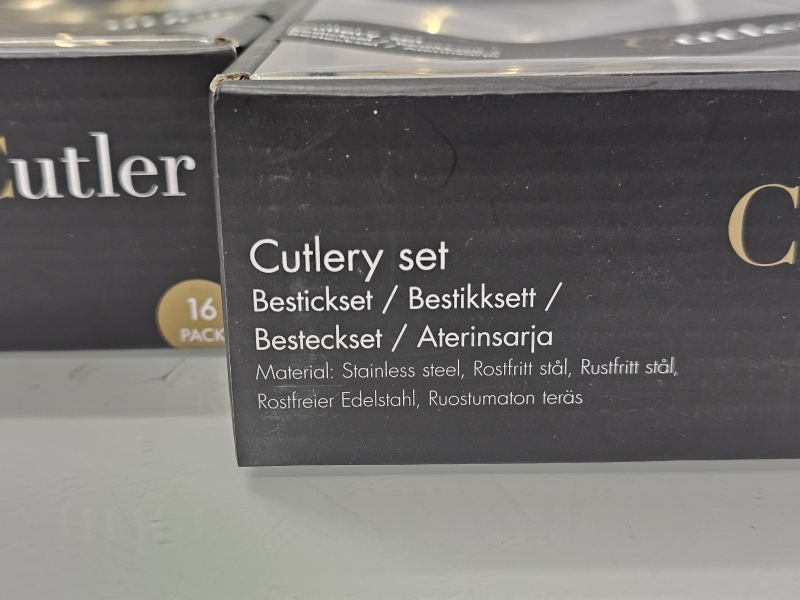 Cutler
16
PACK
Cutlery set
Bestickset / Bestikksett /
Besteckset / Aterinsarja
Material: Stainless steel, Rostfritt stål, Rustfritt stål,
Rostfreier Edelstahl, Ruostumaton teräs
C